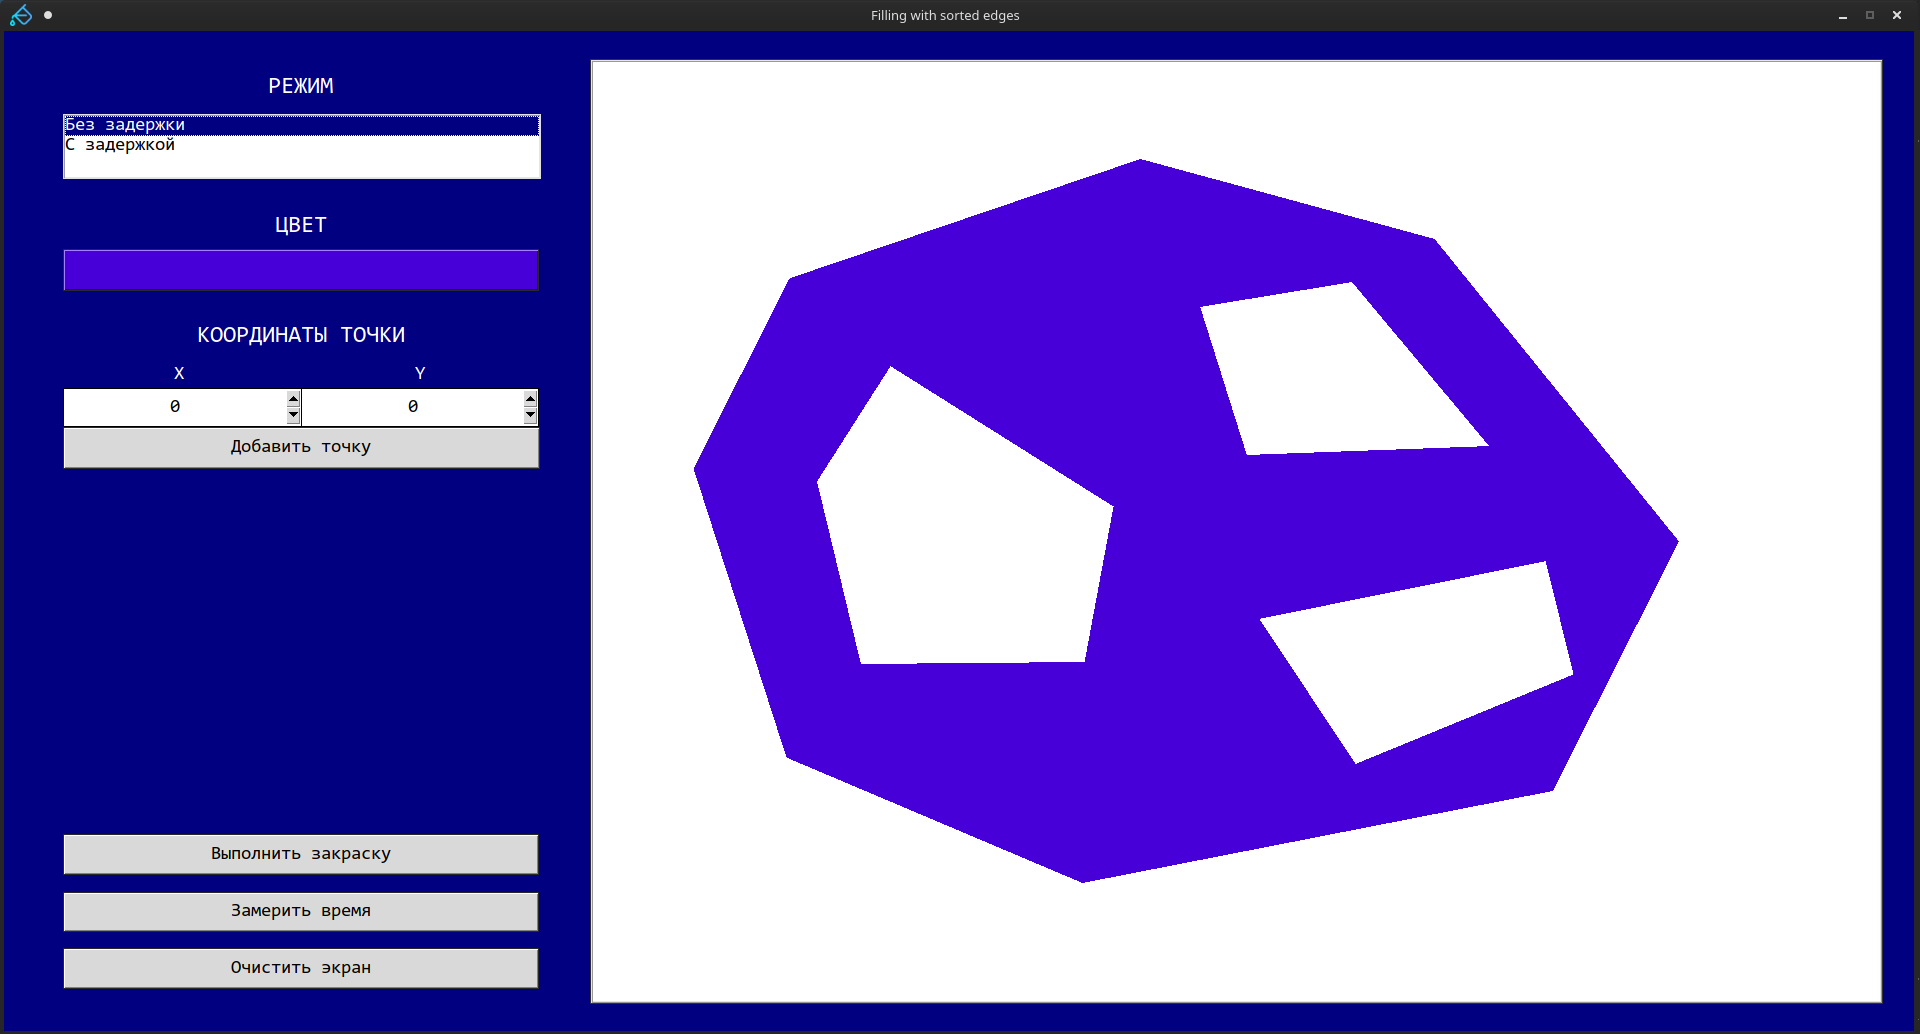 Filling with sorted edges
РЕЖИМ
Без задержки
С задержкой
ЦВЕТ
КООРДИНАТЫ ТОЧКИ
X Y
0 0
Добавить точку
Выполнить закраску
Замерить время
Очистить экран